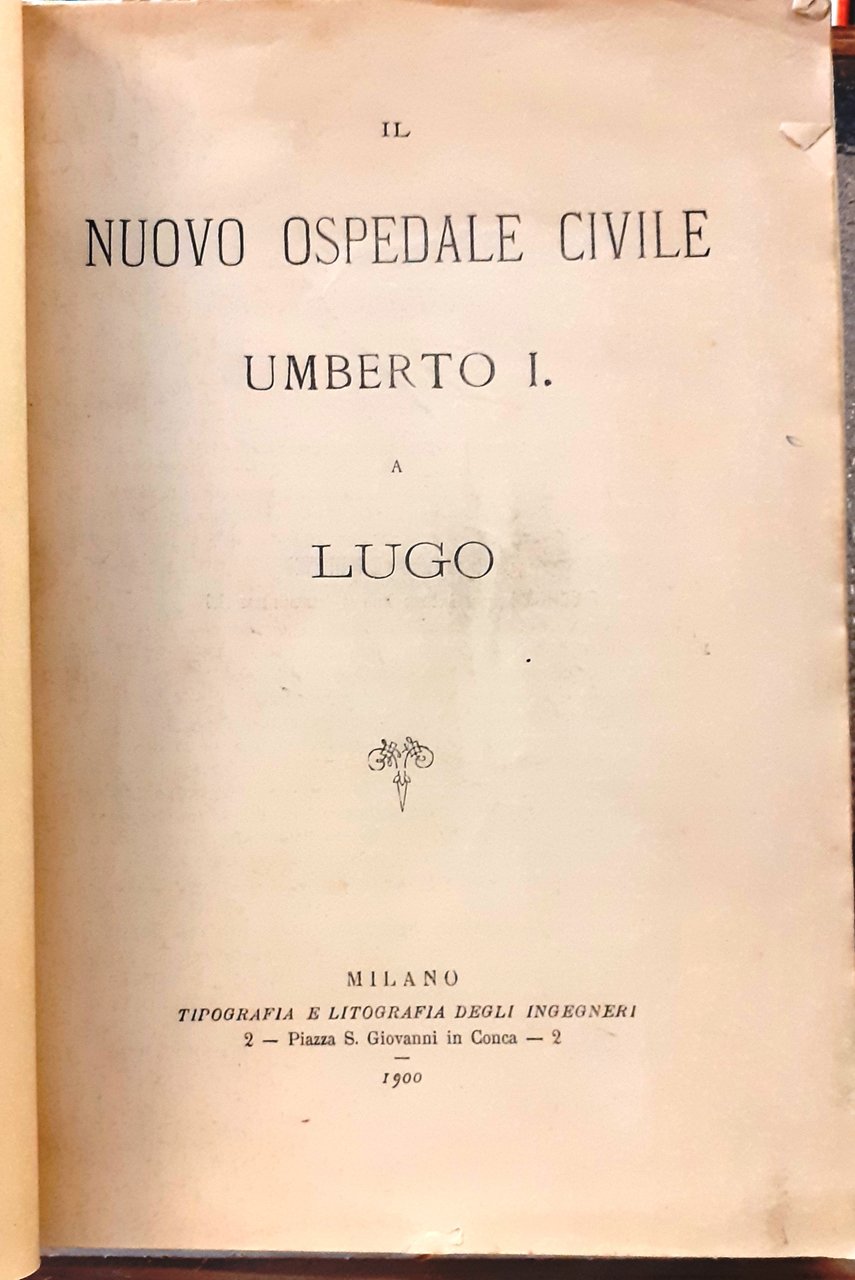 IL
NUOVO OSPEDALE CIVILE
UMBERTO I.
A
LUGO
MILANO
TIPOGRAFIA E LITOGRAFIA DEGLI INGEGNERI
2 — Piazza S. Giovanni in Conca — 2
—
1900